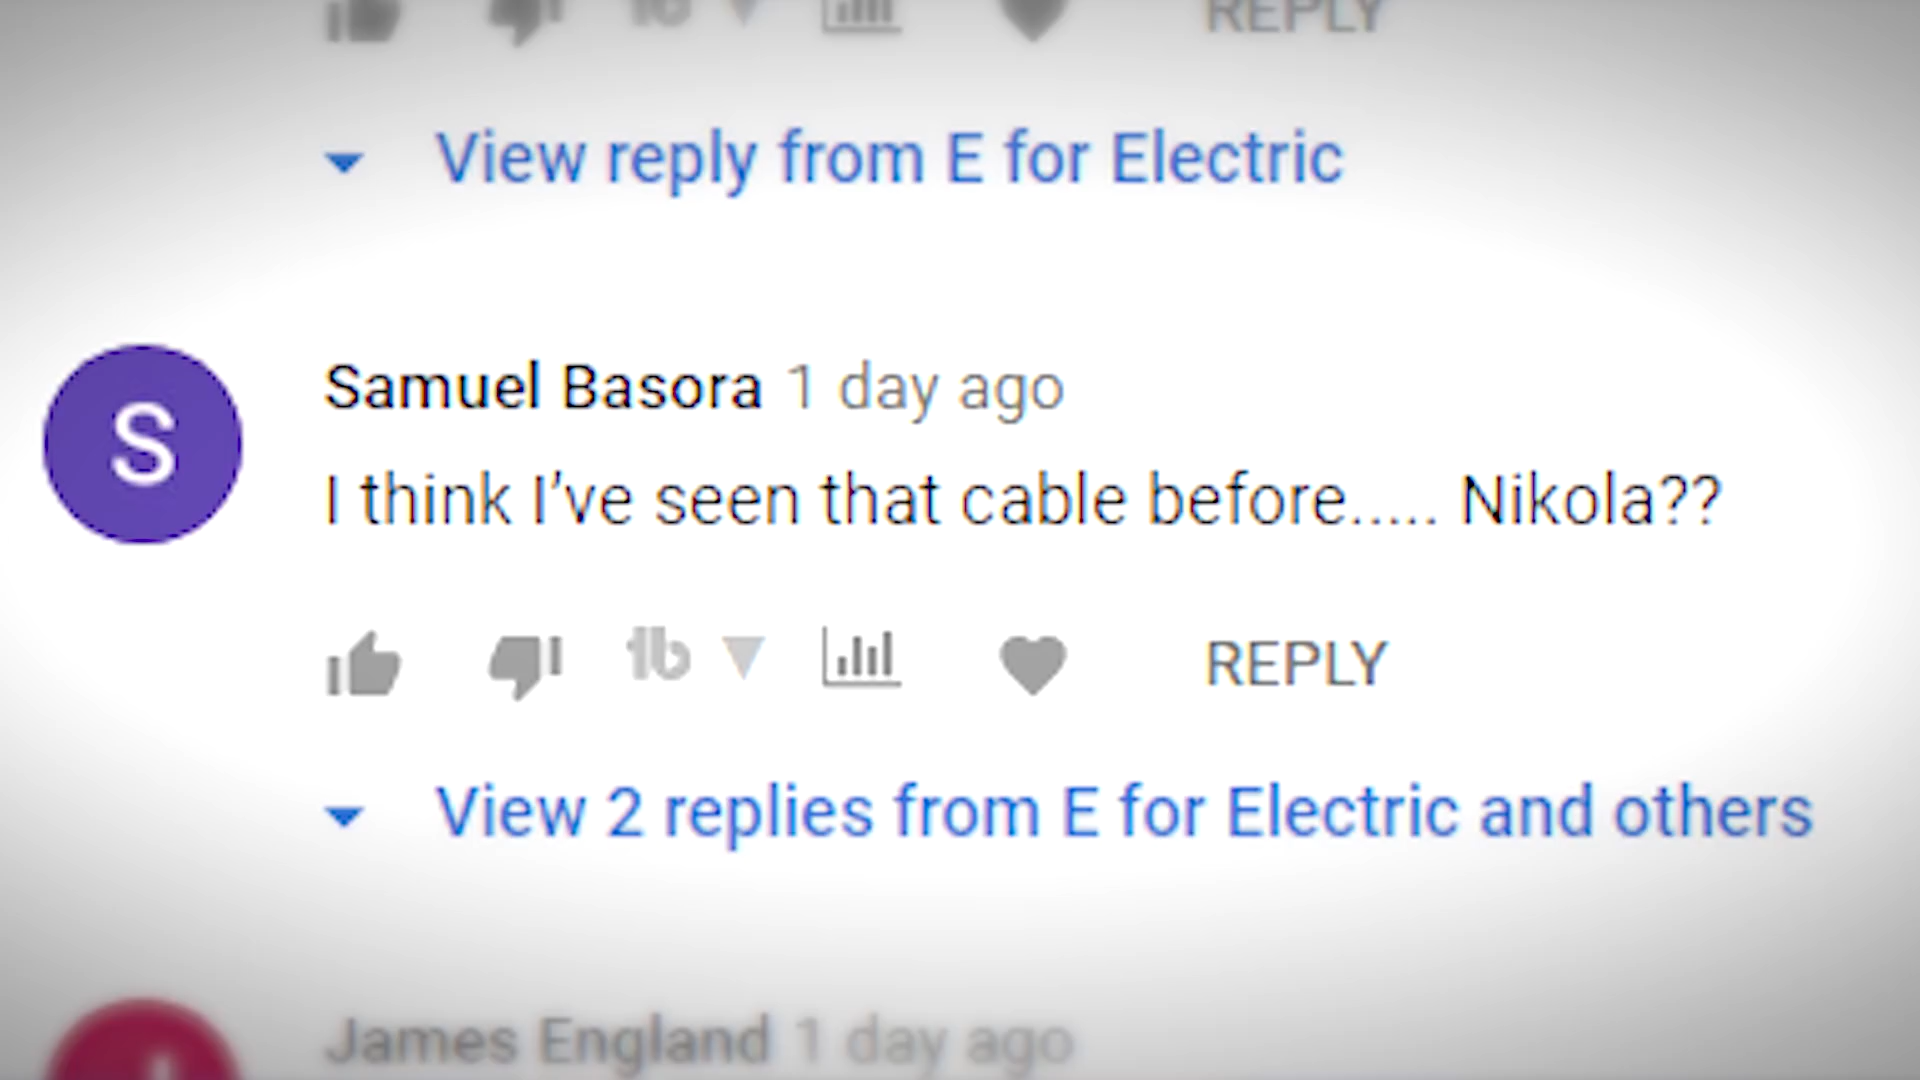 REPLY
View reply from E for Electric
S
Samuel Basora 1 day ago
I think I've seen that cable before..... Nikola??
REPLY
View 2 replies from E for Electric and others
James England 1 day ago